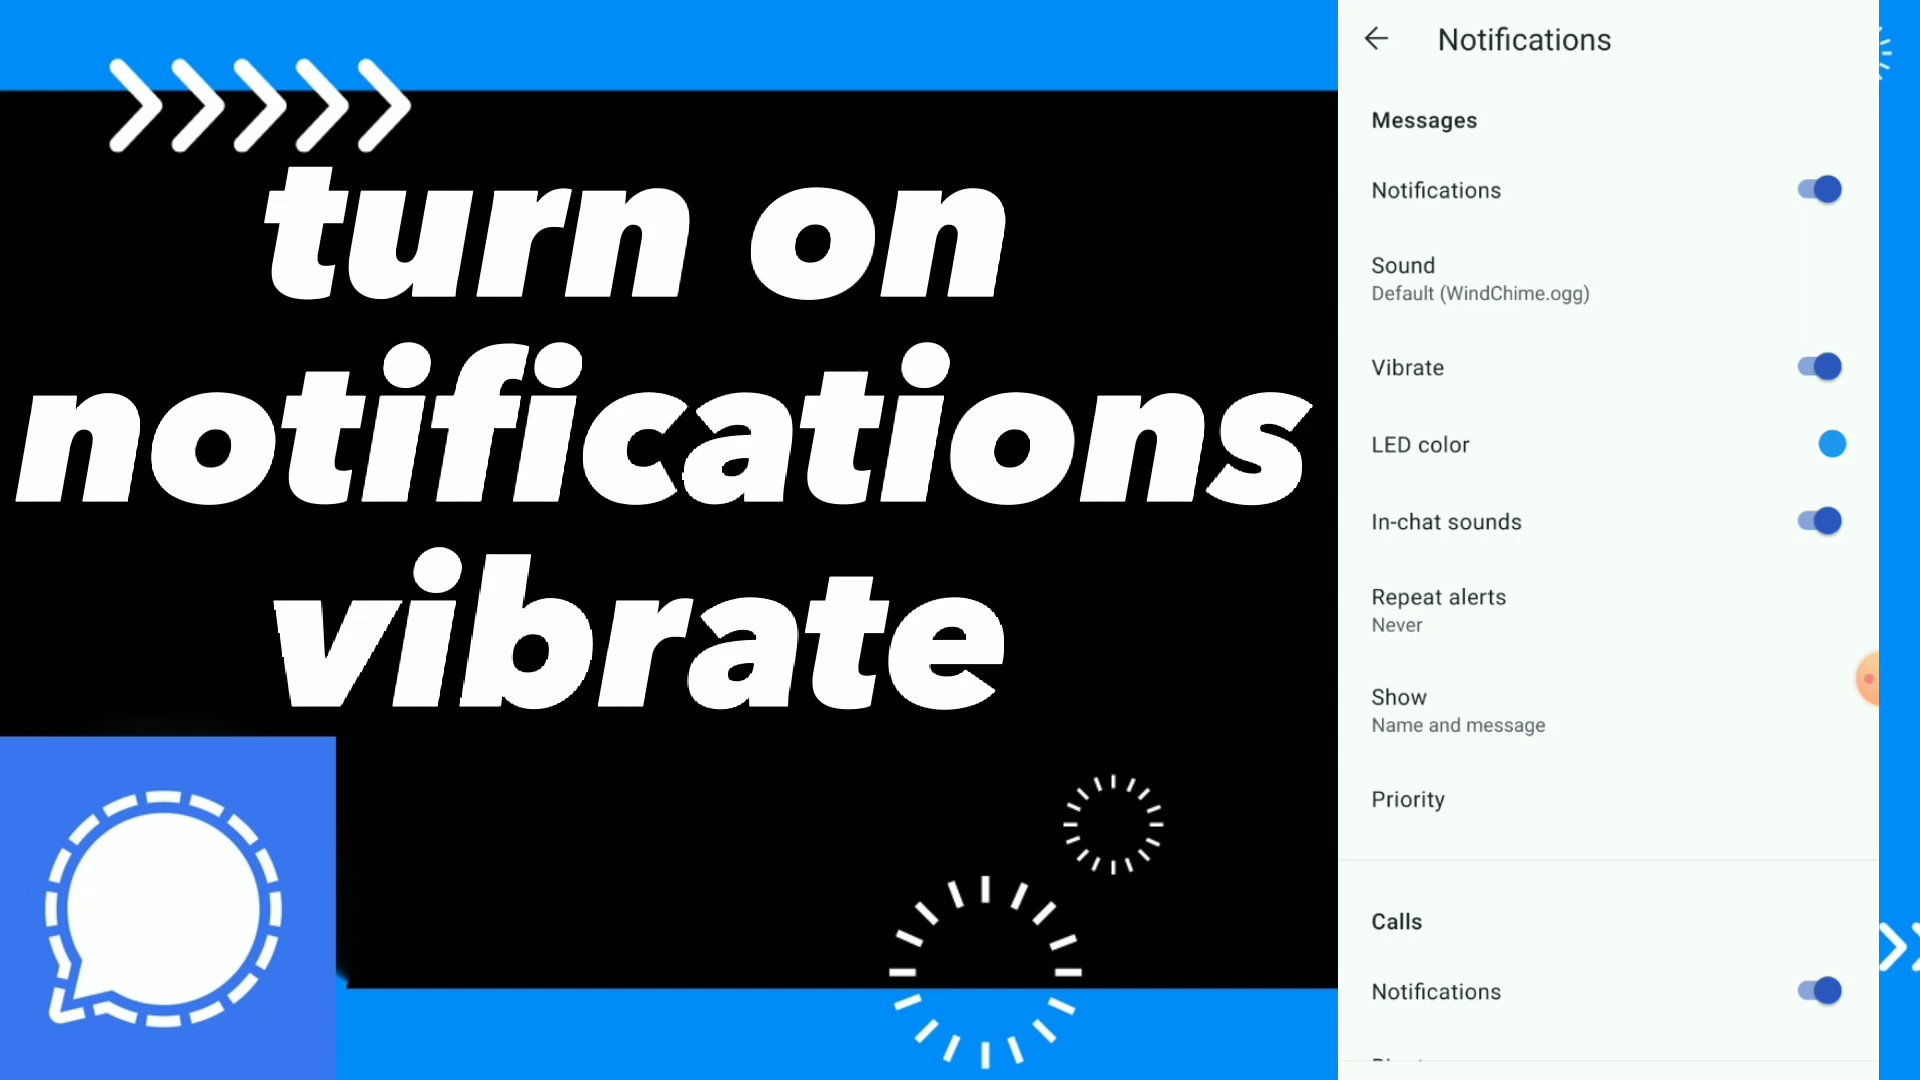 turn on
notifications
vibrate
Notifications
Messages
Notifications
Sound
Default (WindChime.ogg)
Vibrate
LED color
In-chat sounds
Repeat alerts
Never
Show
Name and message
Priority
Calls
Notifications